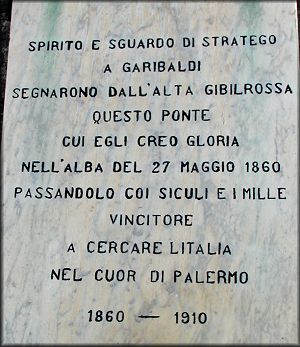 SPIRITO E SGUARDO DI STRATEGO
A GARIBALDI
SEGNARONO DALL'ALTA GIBILROSSA
QUESTO PONTE
CUI EGLI CREO GLORIA
NELL'ALBA DEL 27 MAGGIO 1860
PASSANDOLO COI SICULI E I MILLE
VINCITORE
A CERCARE L'ITALIA
NEL CUOR DI PALERMO
1860 — 1910